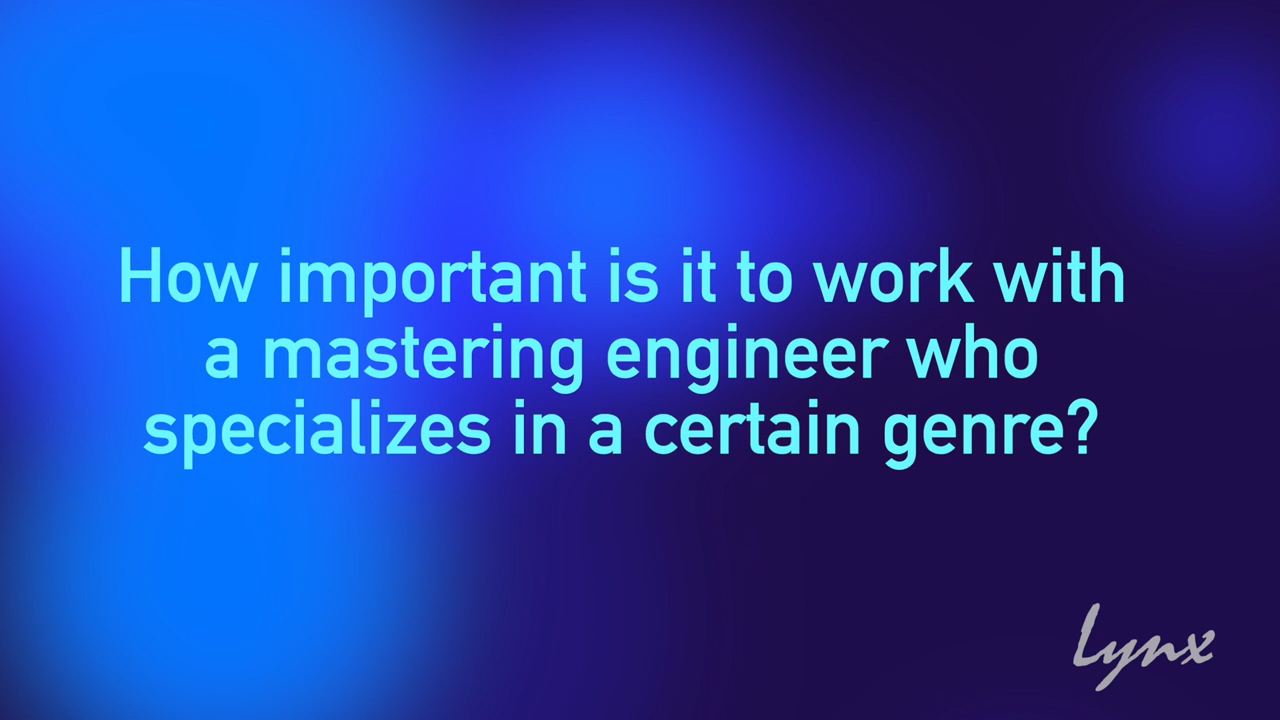 How important is it to work with
a mastering engineer who
specializes in a certain genre?
Lynx